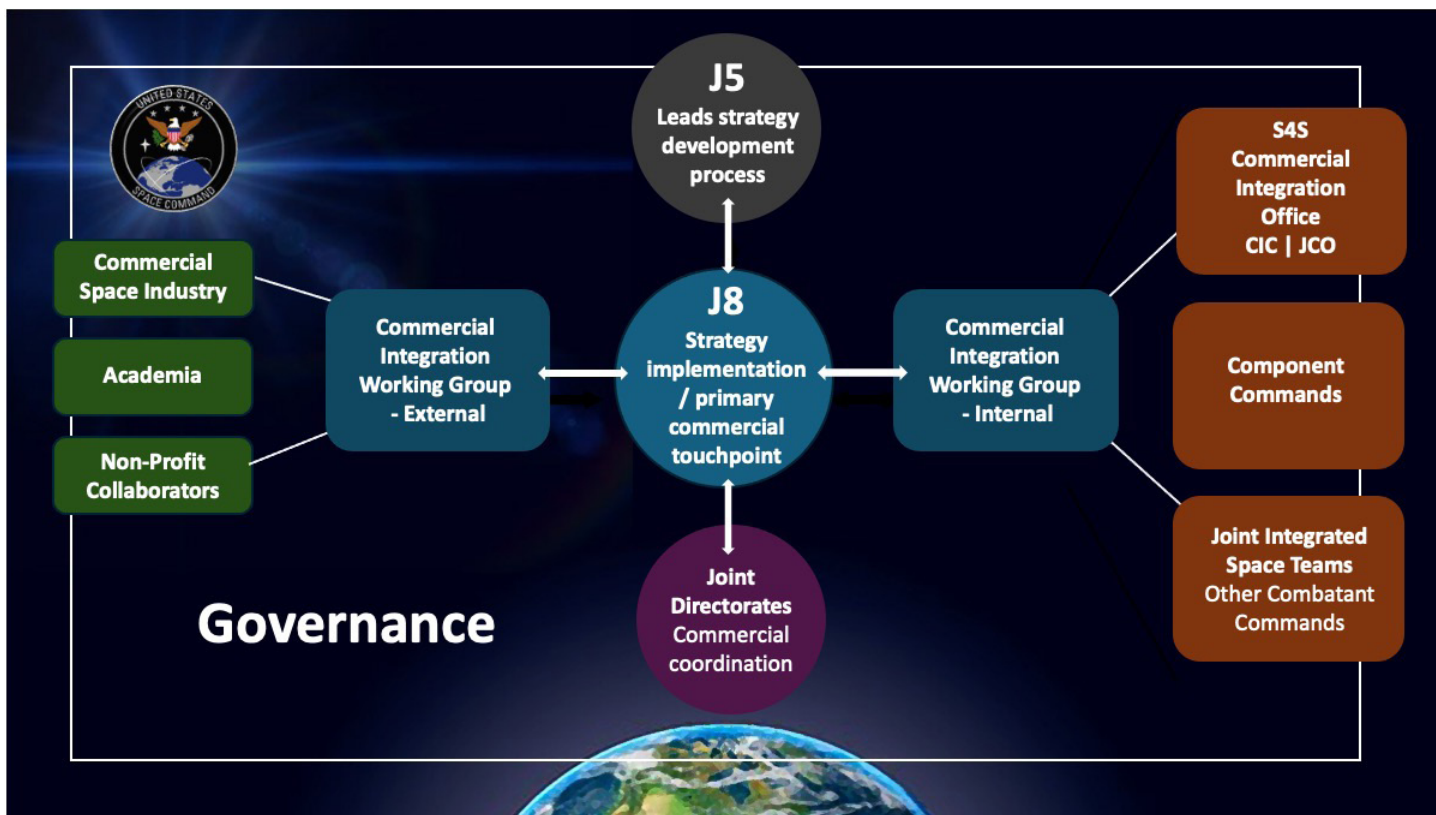 UNITED STATES
SPACE COMMAND
J5
Leads strategy
development
process
S4S
Commercial
Integration
Office
CIC | JCO
Commercial
Space Industry
Academia
Non-Profit
Collaborators
Commercial
Integration
Working Group
- External
J8
Strategy
implementation
/ primary
commercial
touchpoint
Commercial
Integration
Working Group
- Internal
Component
Commands
Joint Integrated
Space Teams
Other Combatant
Commands
Joint
Directorates
Commercial
coordination
Governance